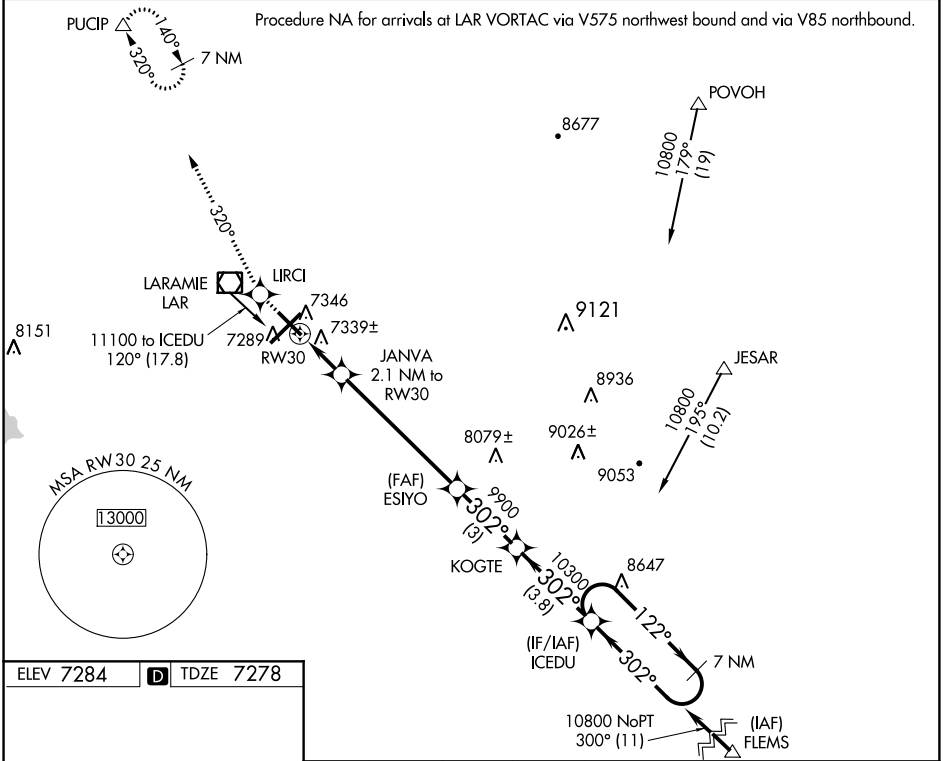 Procedure NA for arrivals at LAR VORTAC via V575 northwest bound and via V85 northbound.
PUCIP
140°
320°
7 NM
POVOH
8677
10800
179°
(19)
320°
LARAMIE
LAR
LIRCI
7346
7289
7339±
RW30
11100 to ICEDU
120° (17.8)
8151
JANVA
2.1 NM to
RW30
9121
8936
JESAR
10800
195°
(10.2)
8079±
9026±
9053
MSA RW30 25 NM
13000
(FAF)
ESIYO
9900
302°
(3)
KOGTE
10300
302°
(3.8)
8647
(IF/IAF)
ICEDU
122°
302°
7 NM
10800 NoPT
300° (11)
(IAF)
FLEMS
ELEV 7284
D
TDZE 7278